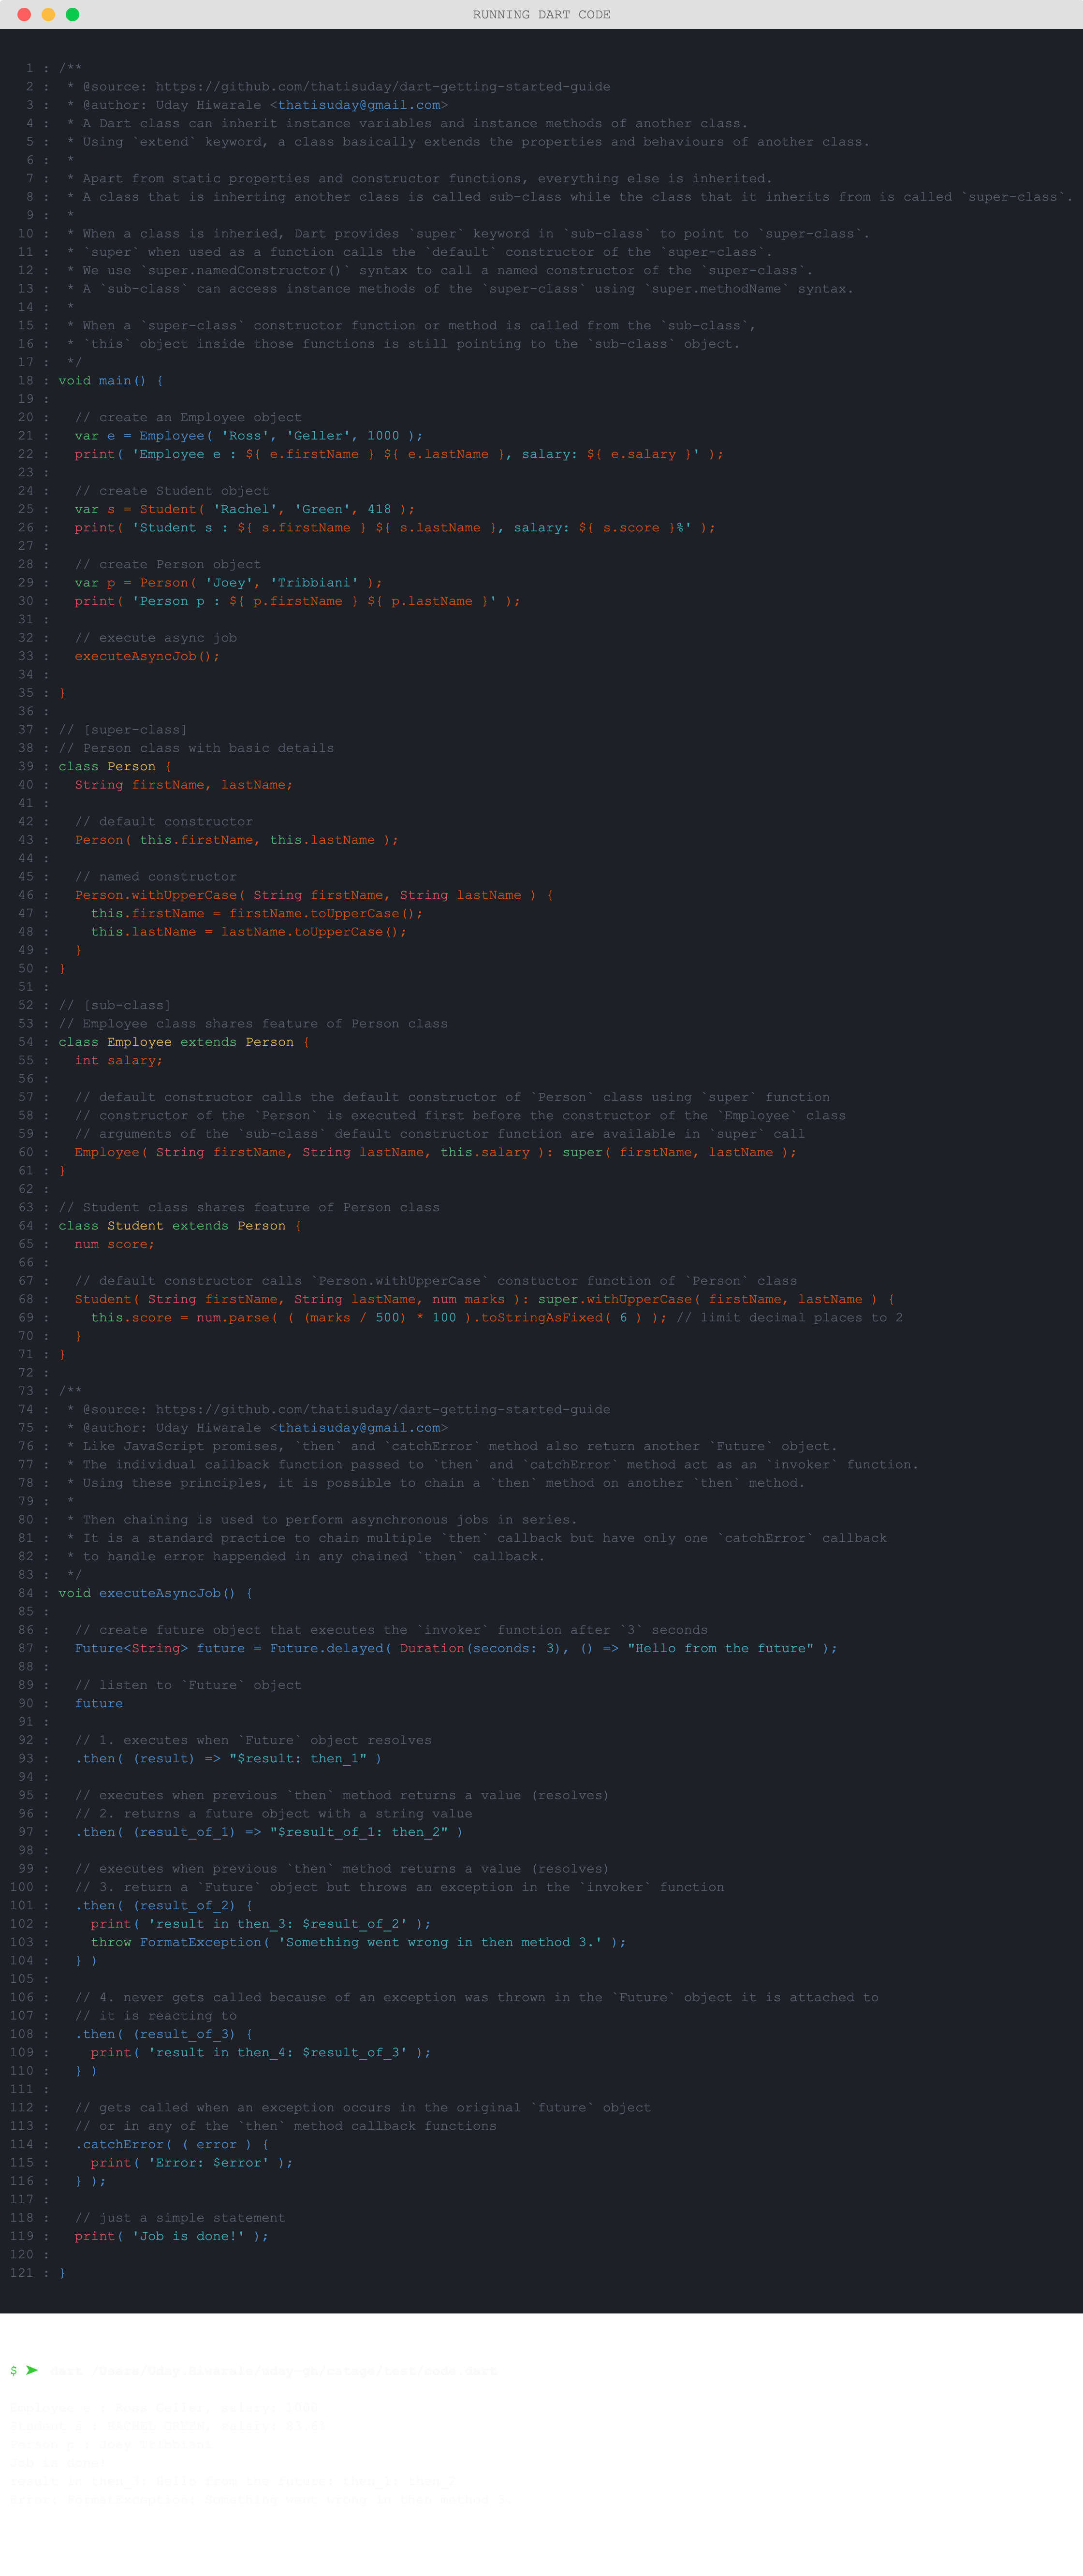 RUNNING DART CODE
1 : /**
2 :  * @source: https://github.com/thatisuday/dart-getting-started-guide
3 :  * @author: Uday Hiwarale <thatisuday@gmail.com>
4 :  * A Dart class can inherit instance variables and instance methods of another class.
5 :  * Using `extend` keyword, a class basically extends the properties and behaviours of another class.
6 :  *
7 :  * Apart from static properties and constructor functions, everything else is inherited.
8 :  * A class that is inherting another class is called sub-class while the class that it inherits from is called `super-class`.
9 :  *
10 :  * When a class is inheried, Dart provides `super` keyword in `sub-class` to point to `super-class`.
11 :  * `super` when used as a function calls the `default` constructor of the `super-class`.
12 :  * We use `super.namedConstructor()` syntax to call a named constructor of the `super-class`.
13 :  * A `sub-class` can access instance methods of the `super-class` using `super.methodName` syntax.
14 :  *
15 :  * When a `super-class` constructor function or method is called from the `sub-class`,
16 :  * `this` object inside those functions is still pointing to the `sub-class` object.
17 :  */
18 : void main() {
19 :
20 :   // create an Employee object
21 :   var e = Employee( 'Ross', 'Geller', 1000 );
22 :   print( 'Employee e : ${ e.firstName } ${ e.lastName }, salary: ${ e.salary }' );
23 :
24 :   // create Student object
25 :   var s = Student( 'Rachel', 'Green', 418 );
26 :   print( 'Student s : ${ s.firstName } ${ s.lastName }, salary: ${ s.score }%' );
27 :
28 :   // create Person object
29 :   var p = Person( 'Joey', 'Tribbiani' );
30 :   print( 'Person p : ${ p.firstName } ${ p.lastName }' );
31 :
32 :   // execute async job
33 :   executeAsyncJob();
34 :
35 : }
36 :
37 : // [super-class]
38 : // Person class with basic details
39 : class Person {
40 :   String firstName, lastName;
41 :
42 :   // default constructor
43 :   Person( this.firstName, this.lastName );
44 :
45 :   // named constructor
46 :   Person.withUpperCase( String firstName, String lastName ) {
47 :     this.firstName = firstName.toUpperCase();
48 :     this.lastName = lastName.toUpperCase();
49 :   }
50 : }
51 :
52 : // [sub-class]
53 : // Employee class shares feature of Person class
54 : class Employee extends Person {
55 :   int salary;
56 :
57 :   // default constructor calls the default constructor of `Person` class using `super` function
58 :   // constructor of the `Person` is executed first before the constructor of the `Employee` class
59 :   // arguments of the `sub-class` default constructor function are available in `super` call
60 :   Employee( String firstName, String lastName, this.salary ): super( firstName, lastName );
61 : }
62 :
63 : // Student class shares feature of Person class
64 : class Student extends Person {
65 :   num score;
66 :
67 :   // default constructor calls `Person.withUpperCase` constuctor function of `Person` class
68 :   Student( String firstName, String lastName, num marks ): super.withUpperCase( firstName, lastName ) {
69 :     this.score = num.parse( ( (marks / 500) * 100 ).toStringAsFixed( 6 ) ); // limit decimal places to 2
70 :   }
71 : }
72 :
73 : /**
74 :  * @source: https://github.com/thatisuday/dart-getting-started-guide
75 :  * @author: Uday Hiwarale <thatisuday@gmail.com>
76 :  * Like JavaScript promises, `then` and `catchError` method also return another `Future` object.
77 :  * The individual callback function passed to `then` and `catchError` method act as an `invoker` function.
78 :  * Using these principles, it is possible to chain a `then` method on another `then` method.
79 :  *
80 :  * Then chaining is used to perform asynchronous jobs in series.
81 :  * It is a standard practice to chain multiple `then` callback but have only one `catchError` callback
82 :  * to handle error happended in any chained `then` callback.
83 :  */
84 : void executeAsyncJob() {
85 :
86 :   // create future object that executes the `invoker` function after `3` seconds
87 :   Future<String> future = Future.delayed( Duration(seconds: 3), () => "Hello from the future" );
88 :
89 :   // listen to `Future` object
90 :   future
91 :
92 :   // 1. executes when `Future` object resolves
93 :   .then( (result) => "$result: then_1" )
94 :
95 :   // executes when previous `then` method returns a value (resolves)
96 :   // 2. returns a future object with a string value
97 :   .then( (result_of_1) => "$result_of_1: then_2" )
98 :
99 :   // executes when previous `then` method returns a value (resolves)
100 :   // 3. return a `Future` object but throws an exception in the `invoker` function
101 :   .then( (result_of_2) {
102 :     print( 'result in then_3: $result_of_2' );
103 :     throw FormatException( 'Something went wrong in then method 3.' );
104 :   } )
105 :
106 :   // 4. never gets called because of an exception was thrown in the `Future` object it is attached to
107 :   // it is reacting to
108 :   .then( (result_of_3) {
109 :     print( 'result in then_4: $result_of_3' );
110 :   } )
111 :
112 :   // gets called when an exception occurs in the original `future` object
113 :   // or in any of the `then` method callback functions
114 :   .catchError( ( error ) {
115 :     print( 'Error: $error' );
116 :   } );
117 :
118 :   // just a simple statement
119 :   print( 'Job is done!' );
120 :
121 : }
$ ➤